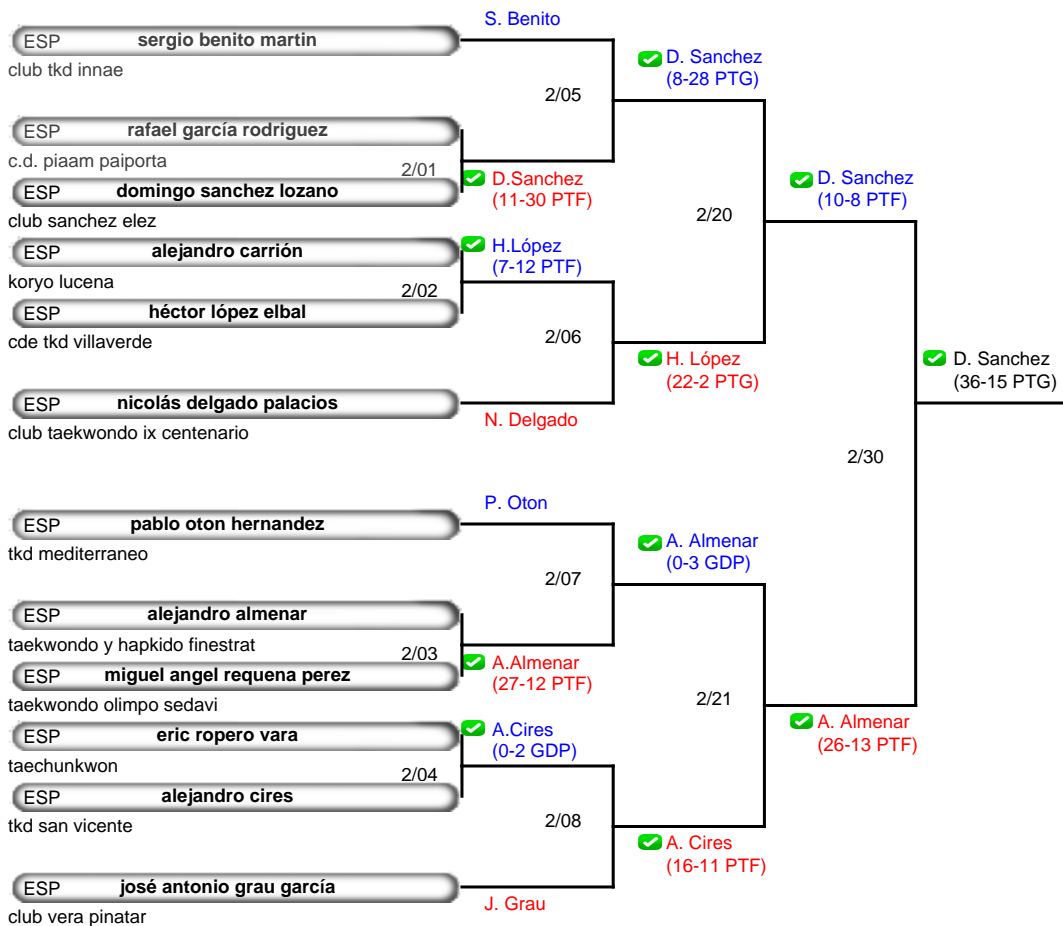 S. Benito
ESP sergio benito martin
club tkd innae
D. Sanchez
(8-28 PTG)
2/05
ESP rafael garcía rodriguez
c.d. piaam paiporta
2/01
D.Sanchez
(11-30 PTF)
ESP domingo sanchez lozano
club sanchez elez
D. Sanchez
(10-8 PTF)
2/20
ESP alejandro carrión
koryo lucena
H.López
(7-12 PTF)
2/02
ESP héctor lópez elbal
cde tkd villaverde
2/06
H. López
(22-2 PTG)
D. Sanchez
(36-15 PTG)
ESP nicolás delgado palacios
club taekwondo ix centenario
N. Delgado
2/30
P. Oton
ESP pablo oton hernandez
tkd mediterraneo
A. Almenar
(0-3 GDP)
2/07
ESP alejandro almenar
taekwondo y hapkido finestrat
2/03
A.Almenar
(27-12 PTF)
ESP miguel angel requena perez
taekwondo olimpo sedavi
2/21
A. Almenar
(26-13 PTF)
ESP eric ropero vara
taechunkwon
A.Cires
(0-2 GDP)
2/04
ESP alejandro cires
tkd san vicente
2/08
A. Cires
(16-11 PTF)
ESP josé antonio grau garcía
club vera pinatar
J. Grau